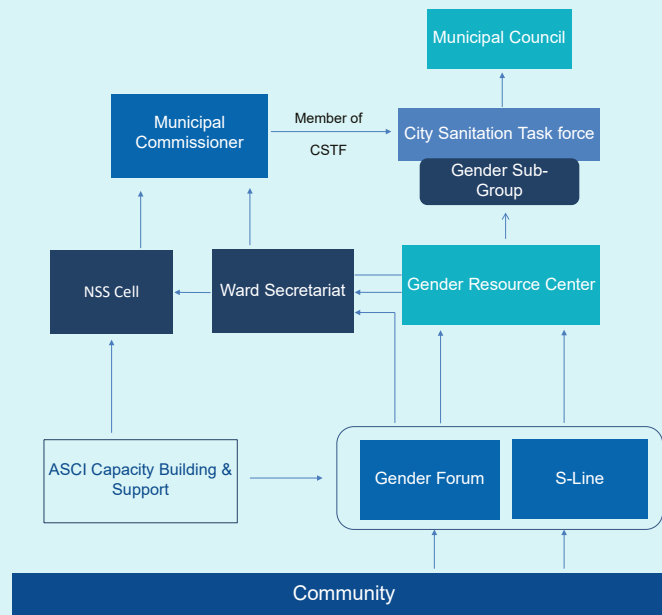 Municipal Council
Municipal
Commissioner
Member of
CSTF
City Sanitation Task force
Gender Sub-
Group
NSS Cell
Ward Secretariat
Gender Resource Center
ASCI Capacity Building &
Support
Gender Forum
S-Line
Community